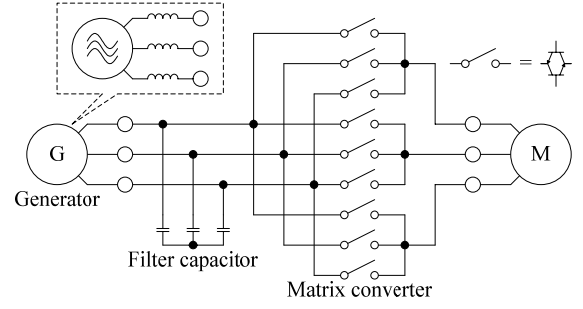 =
G
M
Generator
Filter capacitor
Matrix converter